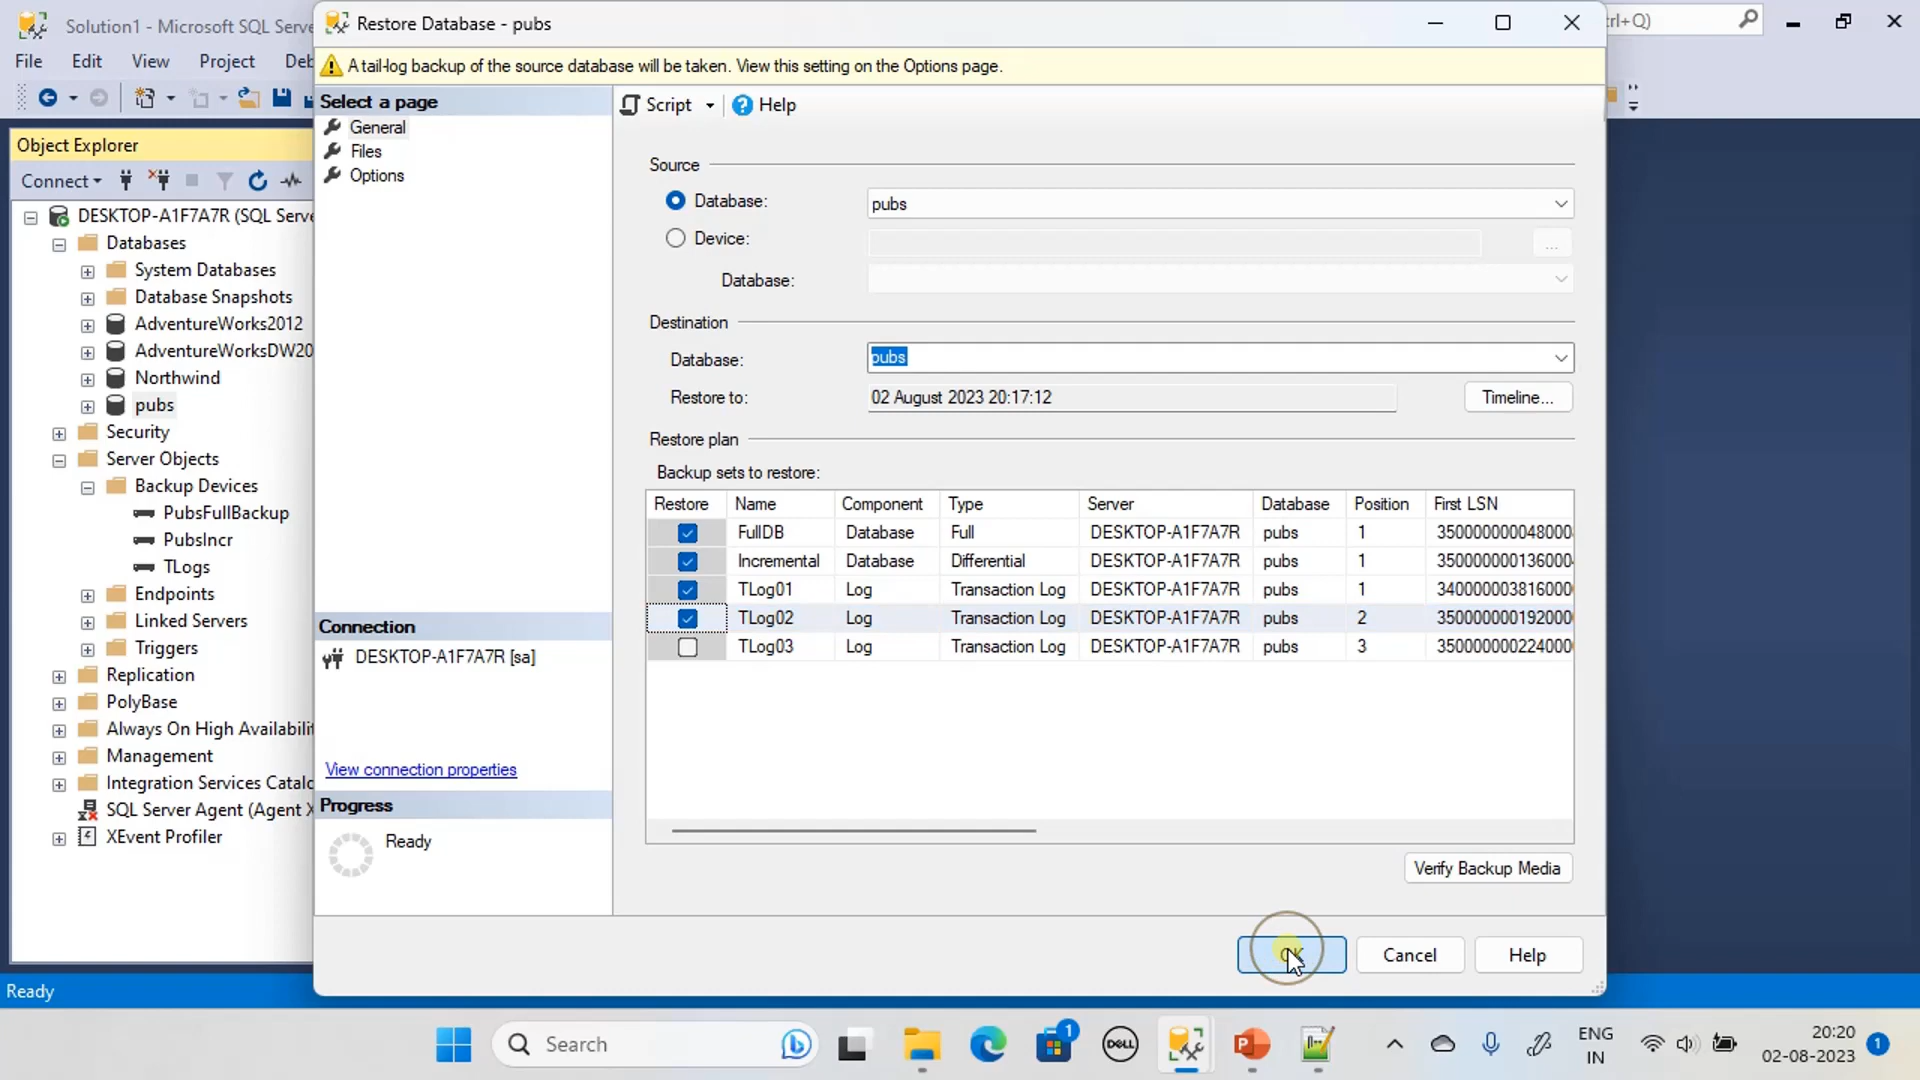 Solution1 - Microsoft SQL Serve
Restore Database - pubs
trl+Q)
File Edit View Project Deb
A tail-log backup of the source database will be taken. View this setting on the Options page.
Select a page
General
Files
Options
Script Help
Object Explorer
Connect
DESKTOP-A1F7A7R (SQL Serve
Databases
System Databases
Database Snapshots
AdventureWorks2012
AdventureWorksDW20
Northwind
pubs
Security
Server Objects
Backup Devices
PubsFullBackup
PubsIncr
TLogs
Endpoints
Linked Servers
Triggers
Replication
PolyBase
Always On High Availabilit
Management
Integration Services Catalo
SQL Server Agent (Agent X
XEvent Profiler
Source
Database: pubs
Device:
...
Database:
Destination
Database: pubs
Restore to: 02 August 2023 20:17:12 Timeline...
Restore plan
Backup sets to restore:
Restore Name Component Type Server Database Position First LSN
FullDB Database Full DESKTOP-A1F7A7R pubs 1
Incremental Database Differential DESKTOP-A1F7A7R pubs 1
TLog01 Log Transaction Log DESKTOP-A1F7A7R pubs 1
TLog02 Log Transaction Log DESKTOP-A1F7A7R pubs 2
TLog03 Log Transaction Log DESKTOP-A1F7A7R pubs 3
Connection
DESKTOP-A1F7A7R [sa]
View connection properties
Progress
Ready
Verify Backup Media
OK Cancel Help
Ready
Search
1
DELL
ENG
IN
20:20
02-08-2023
1